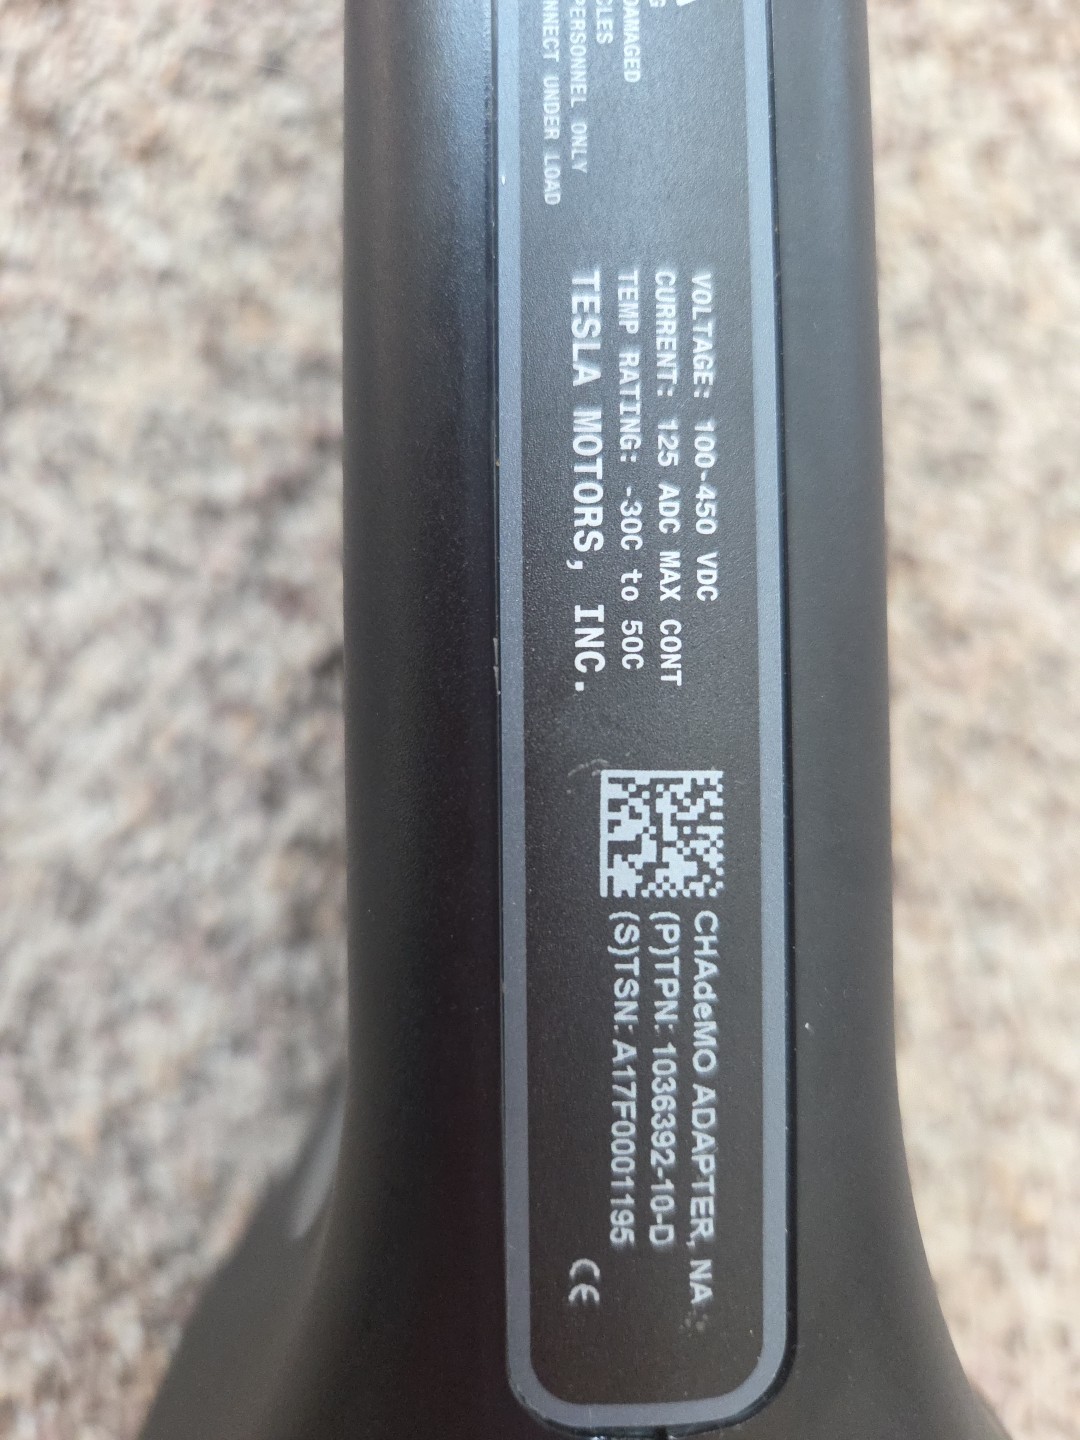 DAMAGED
PERSONNEL ONLY
UNDER LOAD
VOLTAGE: 100-450 VDC
CURRENT: 125 ADC MAX CONT
TEMP RATING: -30C to 50C
TESLA MOTORS, INC.
CHAdeMO ADAPTER, NA
(P)TPN: 1036392-10-D
(S)TSN: A17F0001195
CE